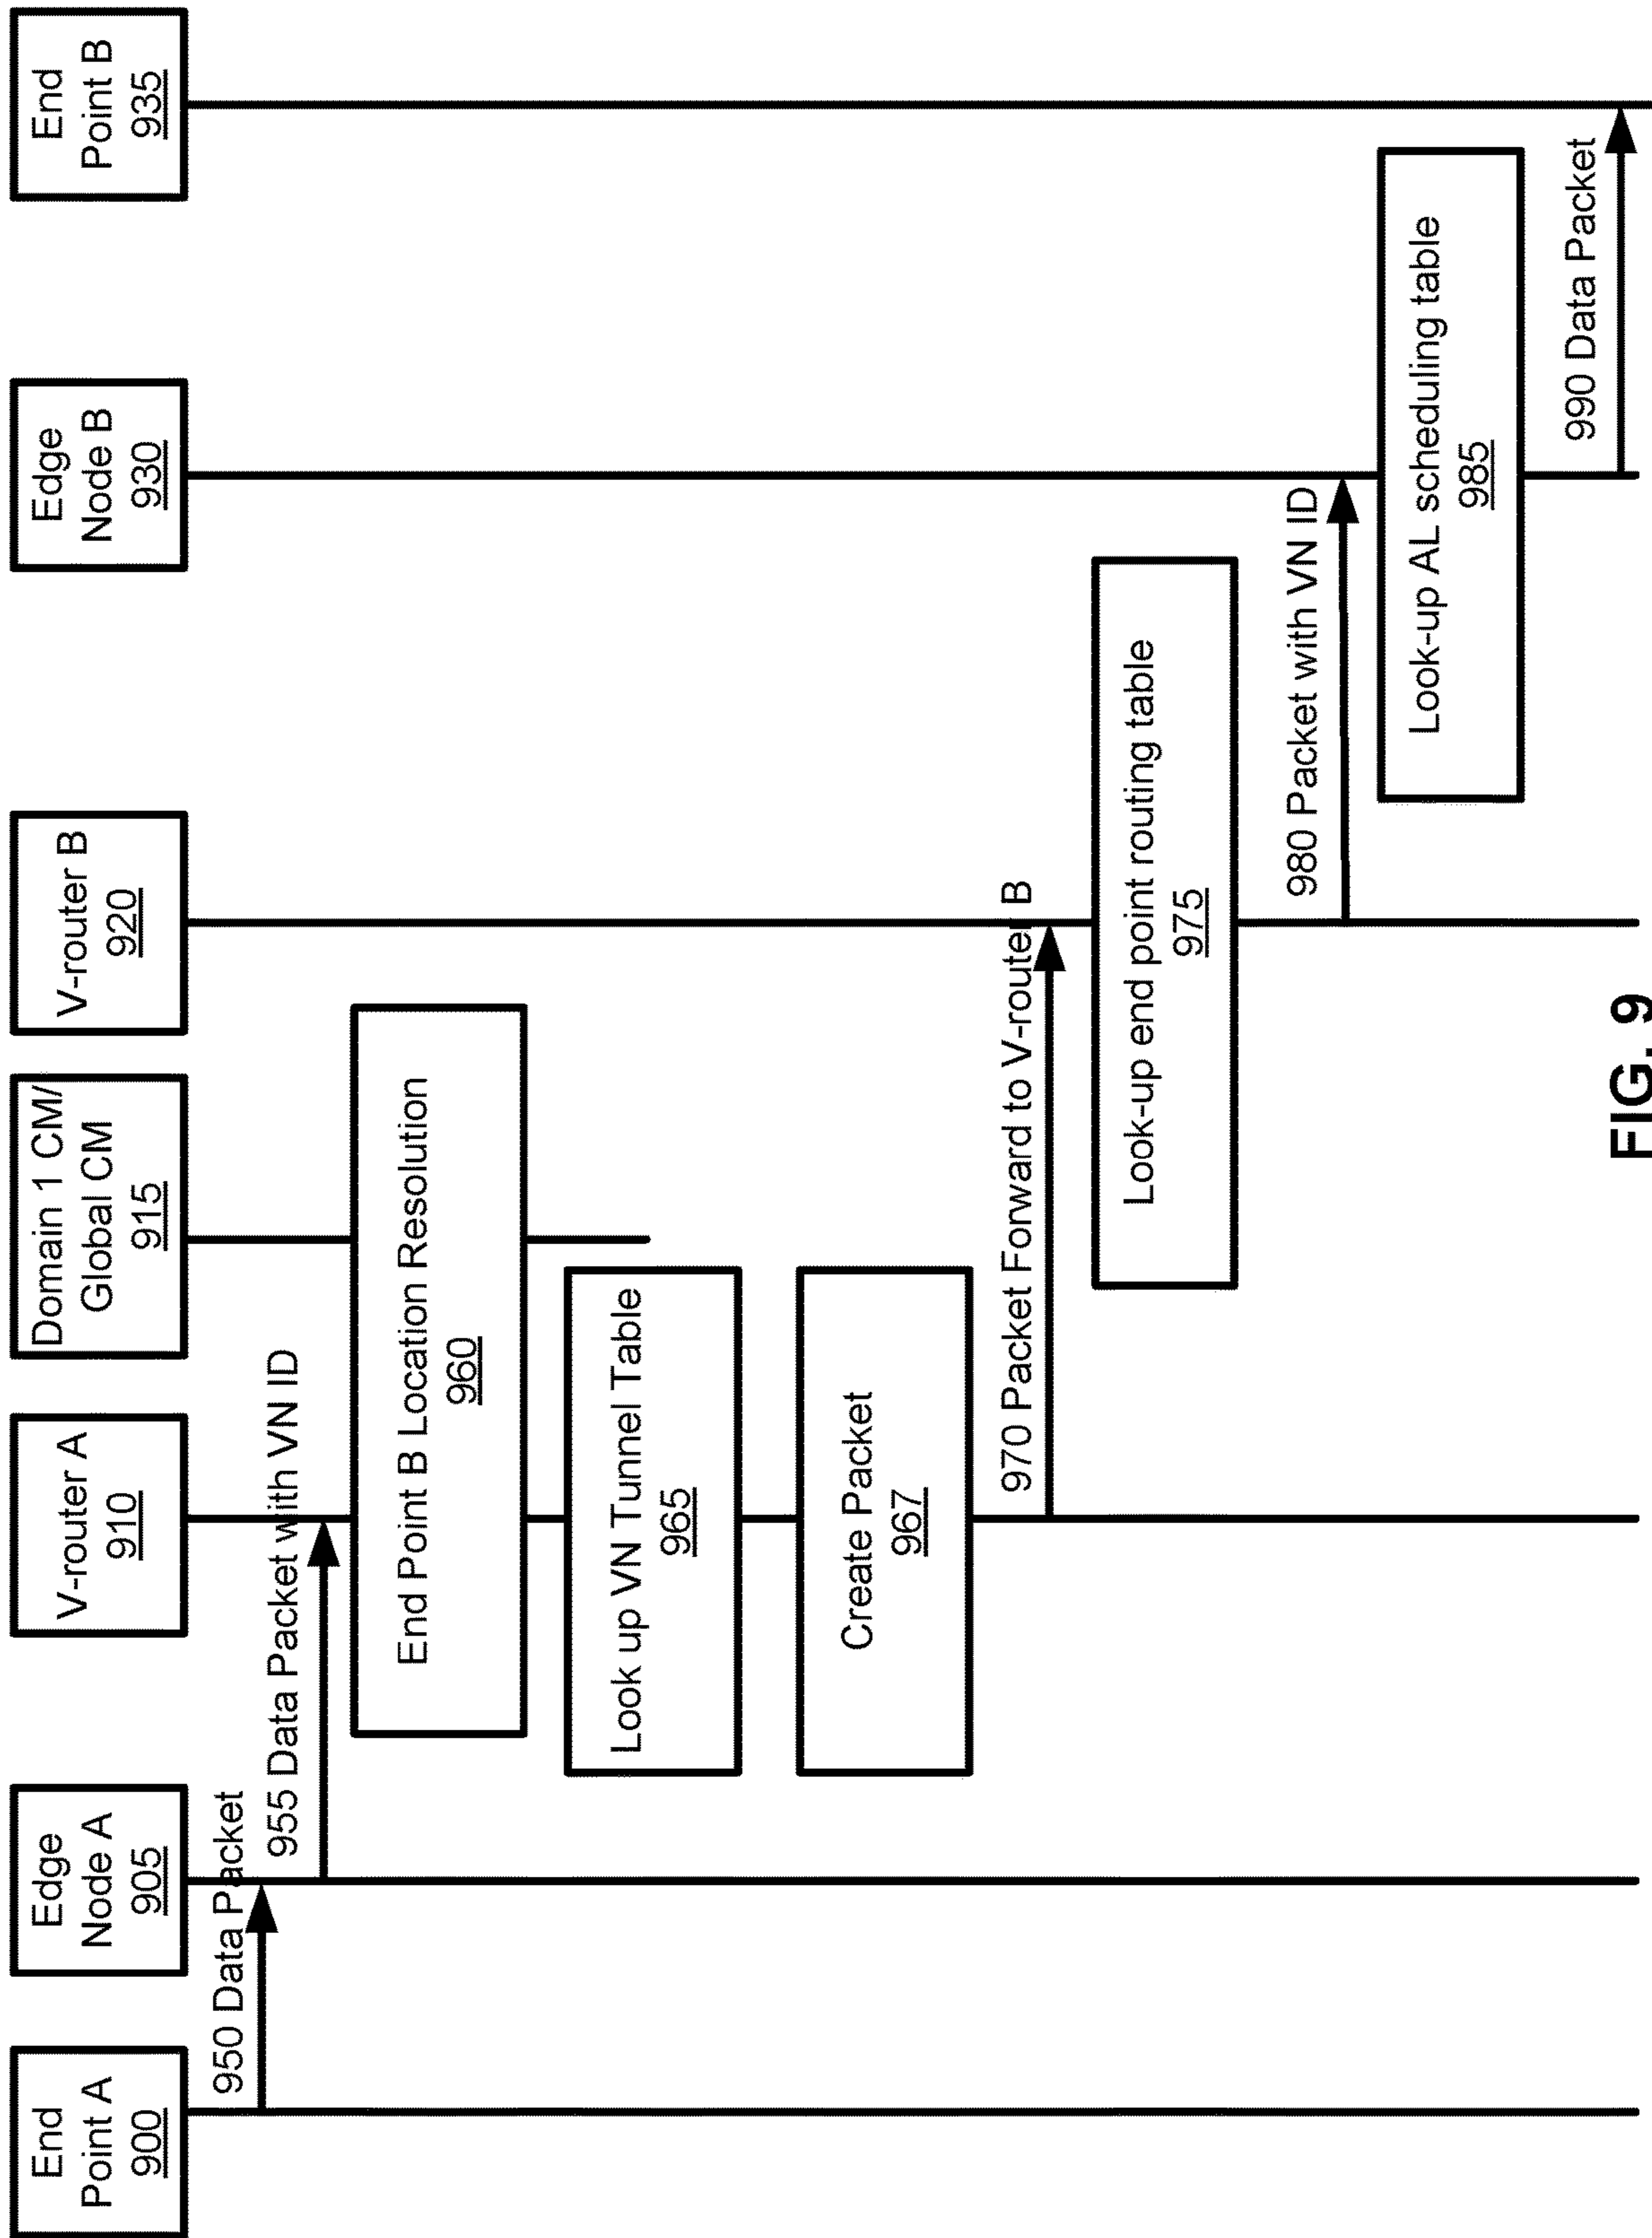 End
Point A
900
Edge
Node A
905
V-router A
910
Domain 1 CM/
Global CM
915
V-router B
920
Edge
Node B
930
End
Point B
935
950 Data Packet
955 Data Packet with VN ID
End Point B Location Resolution
960
Look up VN Tunnel Table
965
Create Packet
967
970 Packet Forward to V-router B
Look-up end point routing table
975
980 Packet with VN ID
Look-up AL scheduling table
985
990 Data Packet
FIG. 9